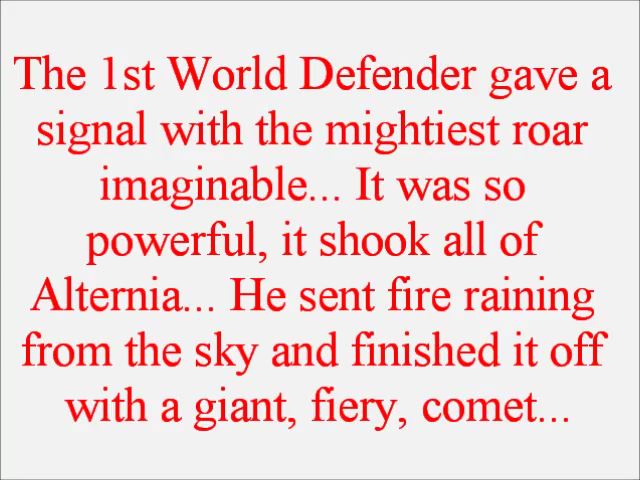 The 1st World Defender gave a
signal with the mightiest roar
imaginable... It was so
powerful, it shook all of
Alternia... He sent fire raining
from the sky and finished it off
with a giant, fiery, comet...